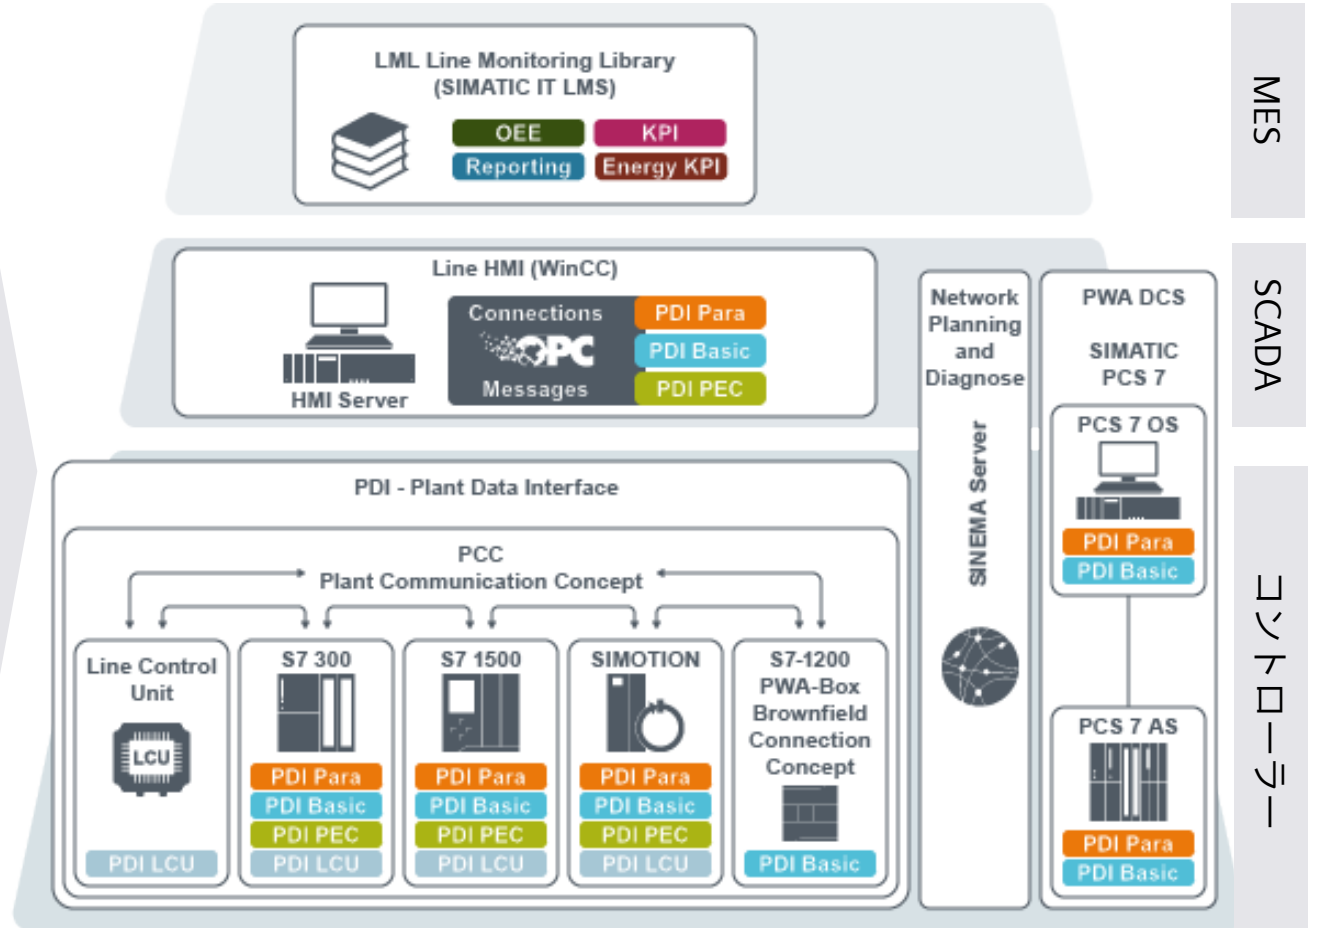 LML Line Monitoring Library
(SIMATIC IT LMS)
OEE
KPI
Reporting
Energy KPI
MES
Line HMI (WinCC)
HMI Server
Connections
OPC
Messages
PDI Para
PDI Basic
PDI PEC
Network
Planning
and
Diagnose
SINEMA Server
PWA DCS
SIMATIC
PCS 7
PCS 7 OS
PDI Para
PDI Basic
PCS 7 AS
PDI Para
PDI Basic
SCADA
PDI - Plant Data Interface
PCC
Plant Communication Concept
Line Control
Unit
LCU
PDI LCU
S7 300
PDI Para
PDI Basic
PDI PEC
PDI LCU
S7 1500
PDI Para
PDI Basic
PDI PEC
PDI LCU
SIMOTION
PDI Para
PDI Basic
PDI PEC
PDI LCU
S7-1200
PWA-Box
Brownfield
Connection
Concept
PDI Basic
コントローラー